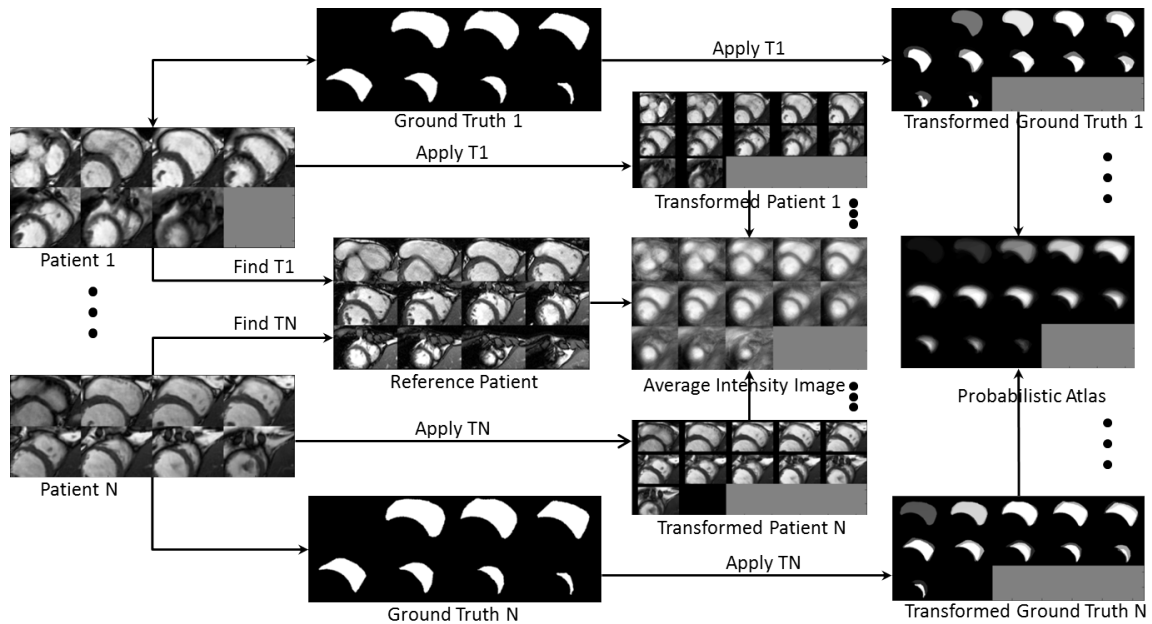 Apply T1
Ground Truth 1
Transformed Ground Truth 1
Apply T1
Transformed Patient 1
Patient 1
Find T1
Find TN
Reference Patient
Average Intensity Image
Probabilistic Atlas
Apply TN
Patient N
Transformed Patient N
Apply TN
Ground Truth N
Transformed Ground Truth N